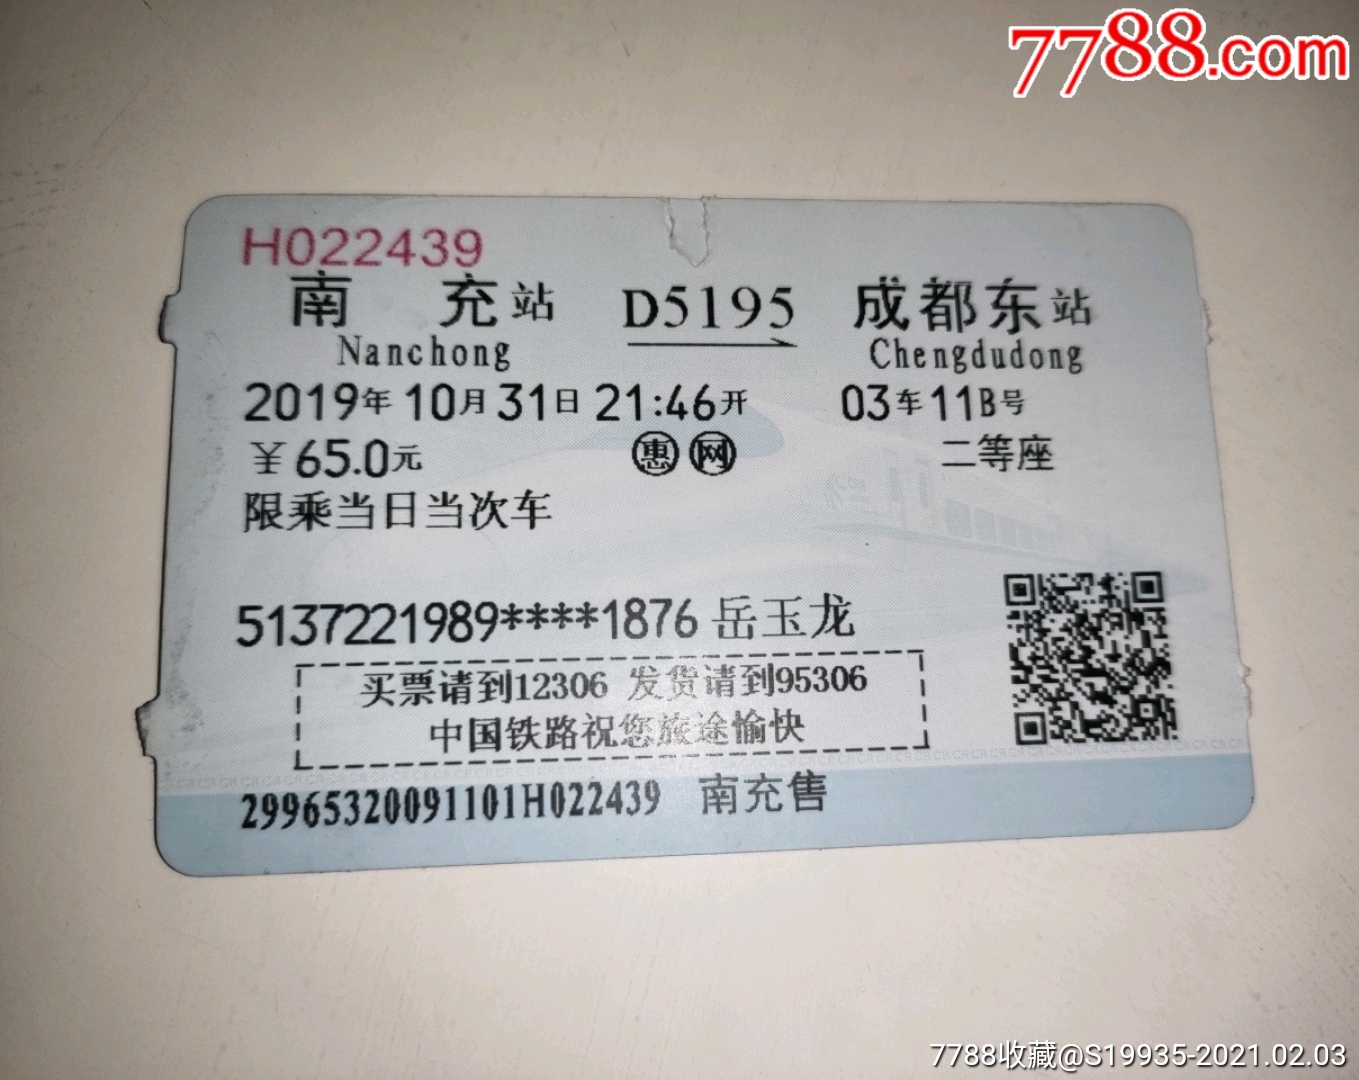 7788.com
H022439
南 充站 D5195 成都东站
Nanchong Chengdudong
2019年10月31日21:46开 03车11B号
￥65.0元 惠 网 二等座
限乘当日当次车
5137221989****1876 岳玉龙
买票请到12306 发货请到95306
中国铁路祝您旅途愉快
29965320091101H022439 南充售
7788收藏@S19935-2021.02.03